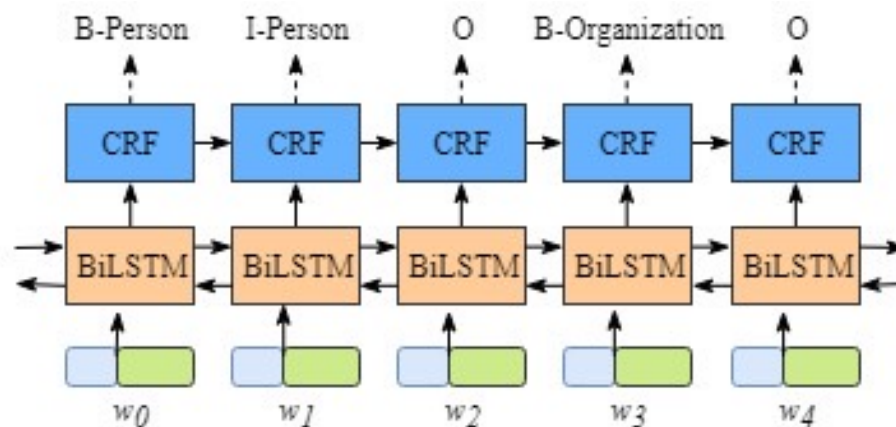 B-Person I-Person O B-Organization O
CRF CRF CRF CRF CRF
BiLSTM BiLSTM BiLSTM BiLSTM BiLSTM
w0 w1 w2 w3 w4